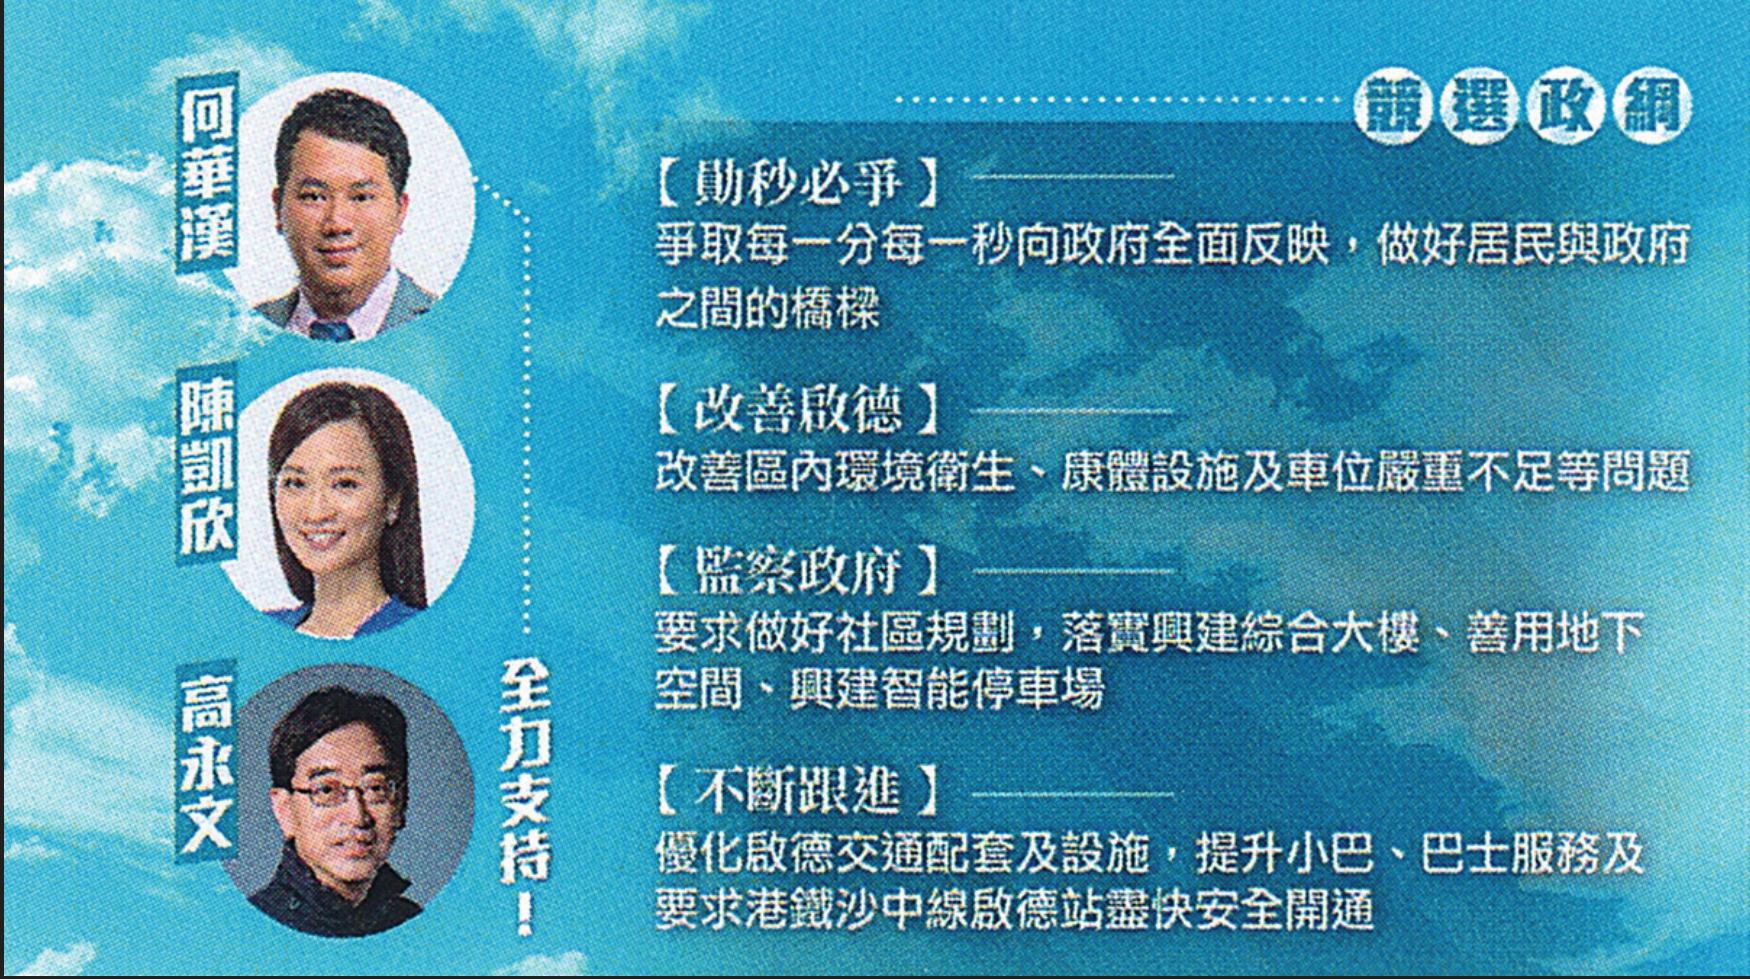 競選政綱
何華漢
陳凱欣
高永文
全力支持！
【勛秒必爭】
爭取每一分每一秒向政府全面反映，做好居民與政府
之間的橋樑
【改善啟德】
改善區內環境衛生、康體設施及車位嚴重不足等問題
【監察政府】
要求做好社區規劃，落實興建綜合大樓、善用地下
空間、興建智能停車場
【不斷跟進】
優化啟德交通配套及設施，提升小巴、巴士服務及
要求港鐵沙中線啟德站盡快安全開通